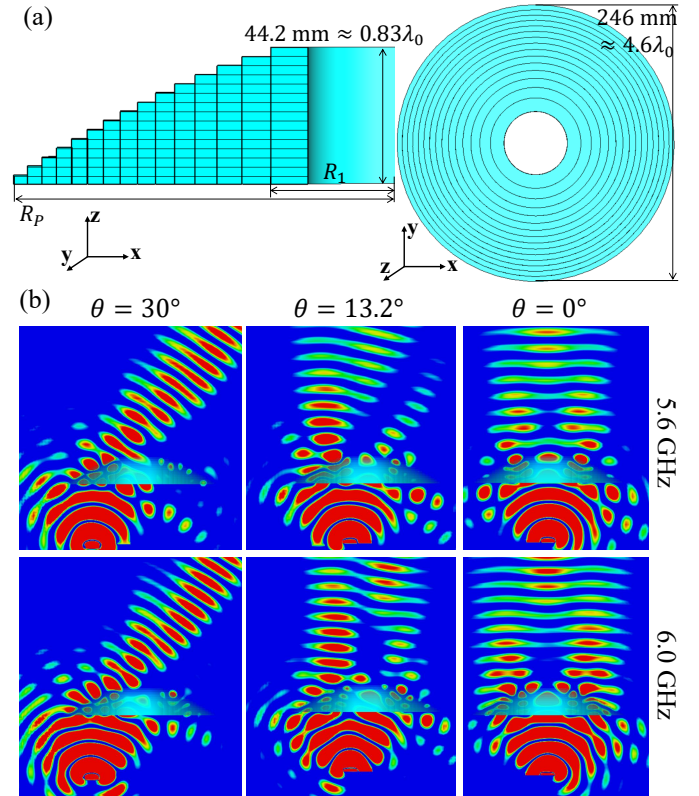 (a)
44.2 mm ≈ 0.83λ₀
246 mm
≈ 4.6λ₀
R₁
R_P
z
y
x
y
z
x
(b)
θ = 30°
θ = 13.2°
θ = 0°
5.6 GHz
6.0 GHz